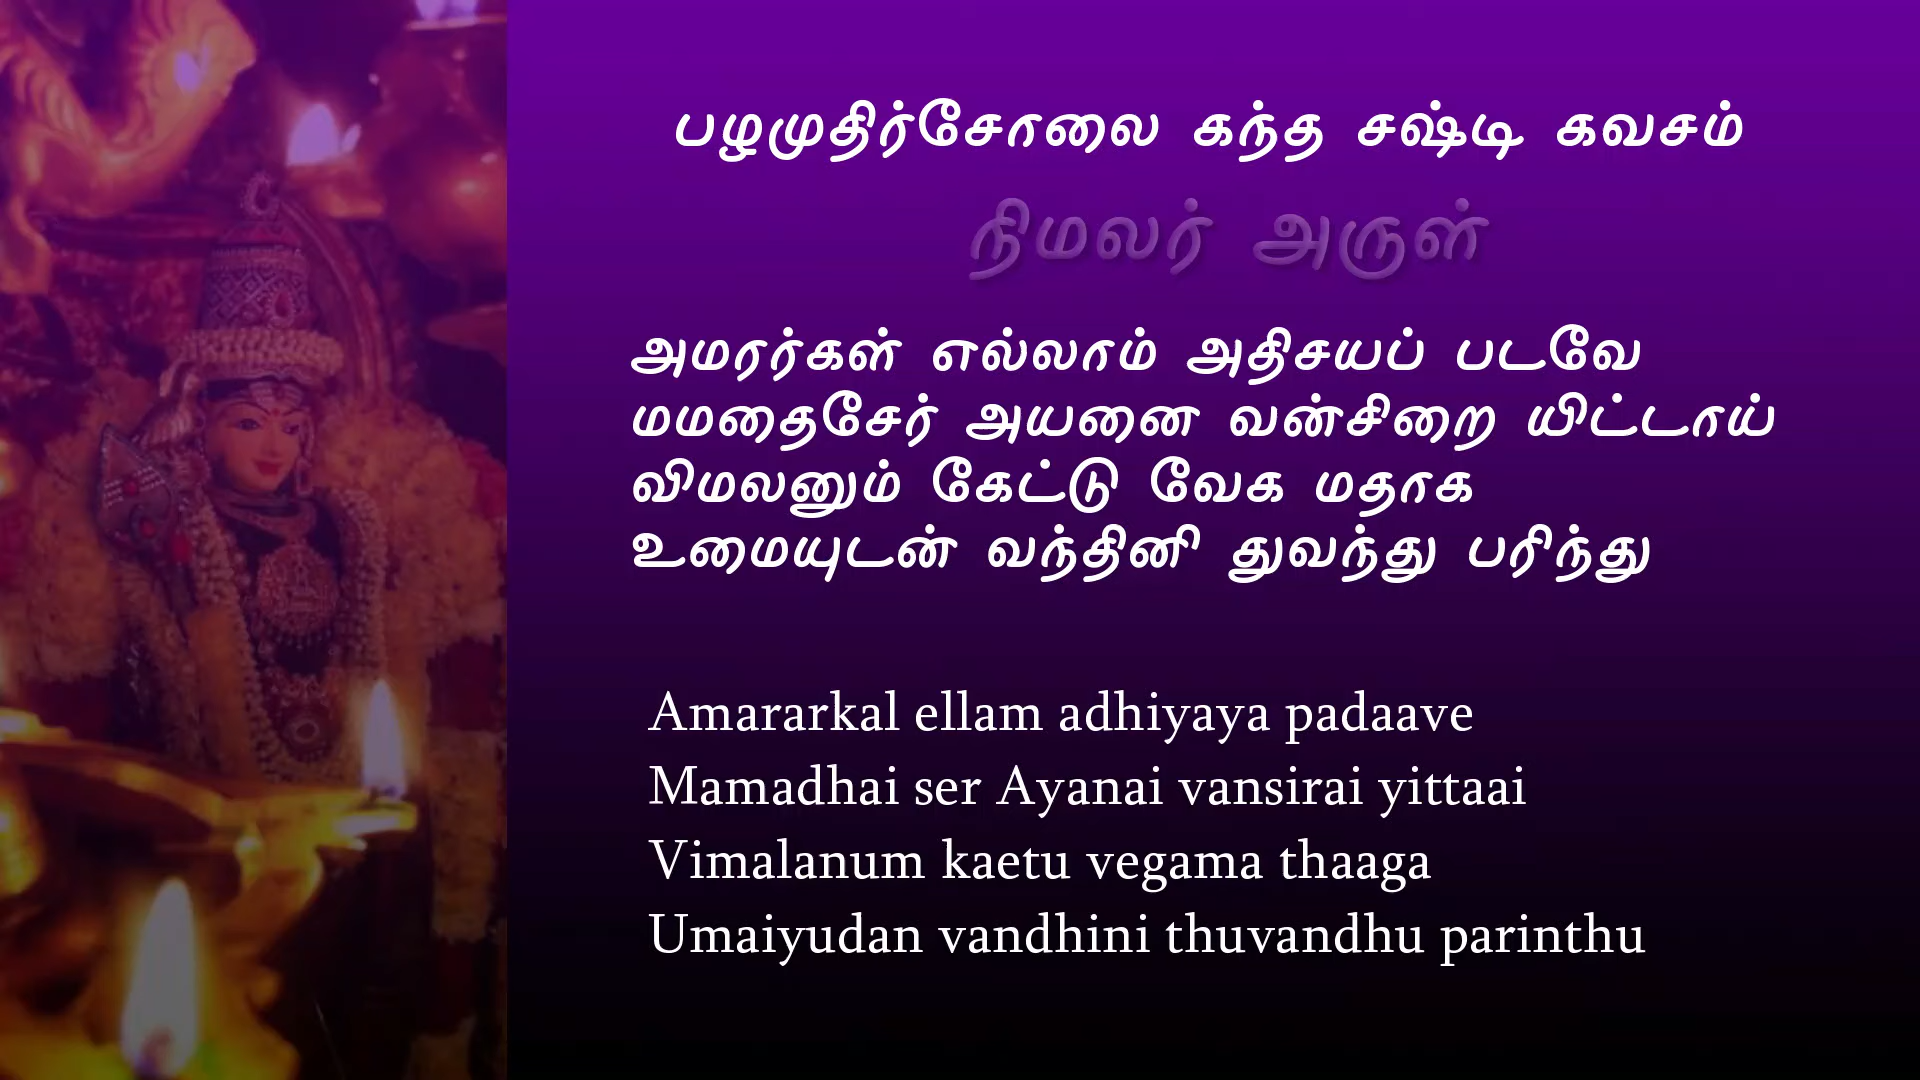 பழமுதிர்சோலை கந்த சஷ்டி கவசம்
நிமலர் அருள்
அமரர்கள் எல்லாம் அதிசயப் படவே
மமதைசேர் அயனை வன்சிறை யிட்டாய்
விமலனும் கேட்டு வேக மதாக
உமையுடன் வந்தினி துவந்து பரிந்து
Amararkal ellam adhiyaya padaave
Mamadhai ser Ayanai vansirai yittaai
Vimalanum kaetu vegama thaaga
Umaiyudan vandhini thuvandhu parinthu